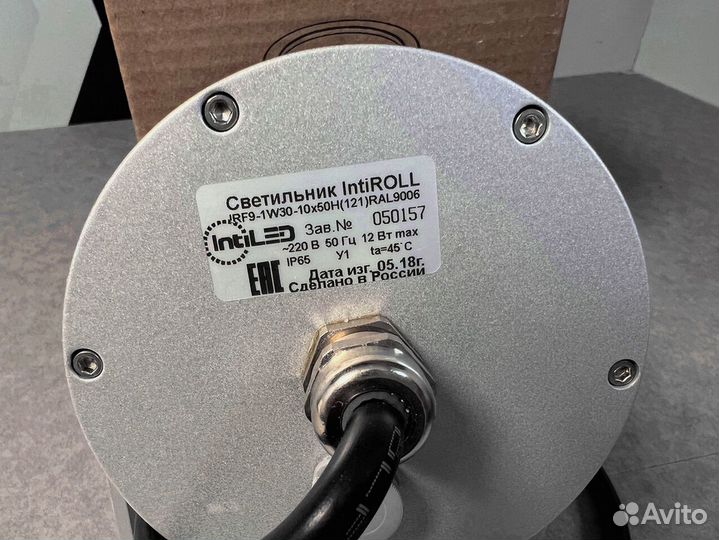 Светильник IntiROLL
IRF9-1W30-10x50H(121)RAL9006
IntiLED
Зав.№ 050157
~220 В 50 Гц 12 Вт max
IP65 У1 ta=45°C
EAC
Дата изг. 05.18г.
Сделано в России
Avito